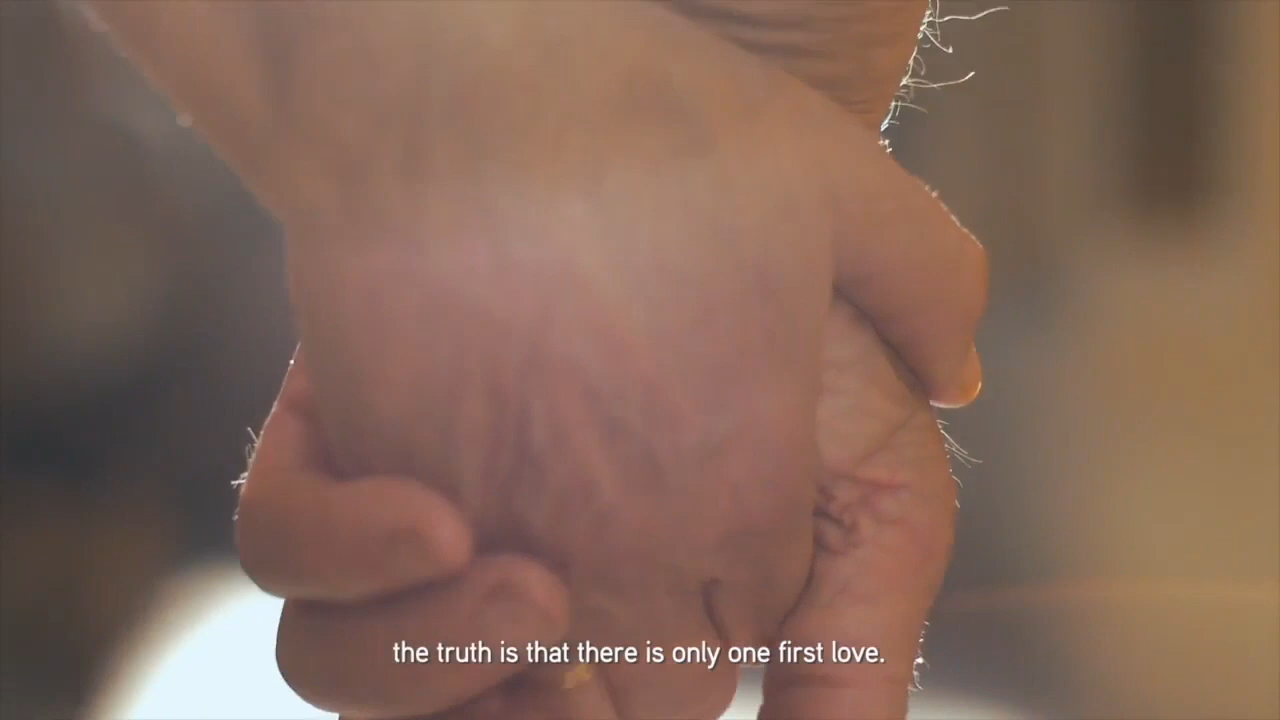 the truth is that there is only one first love.